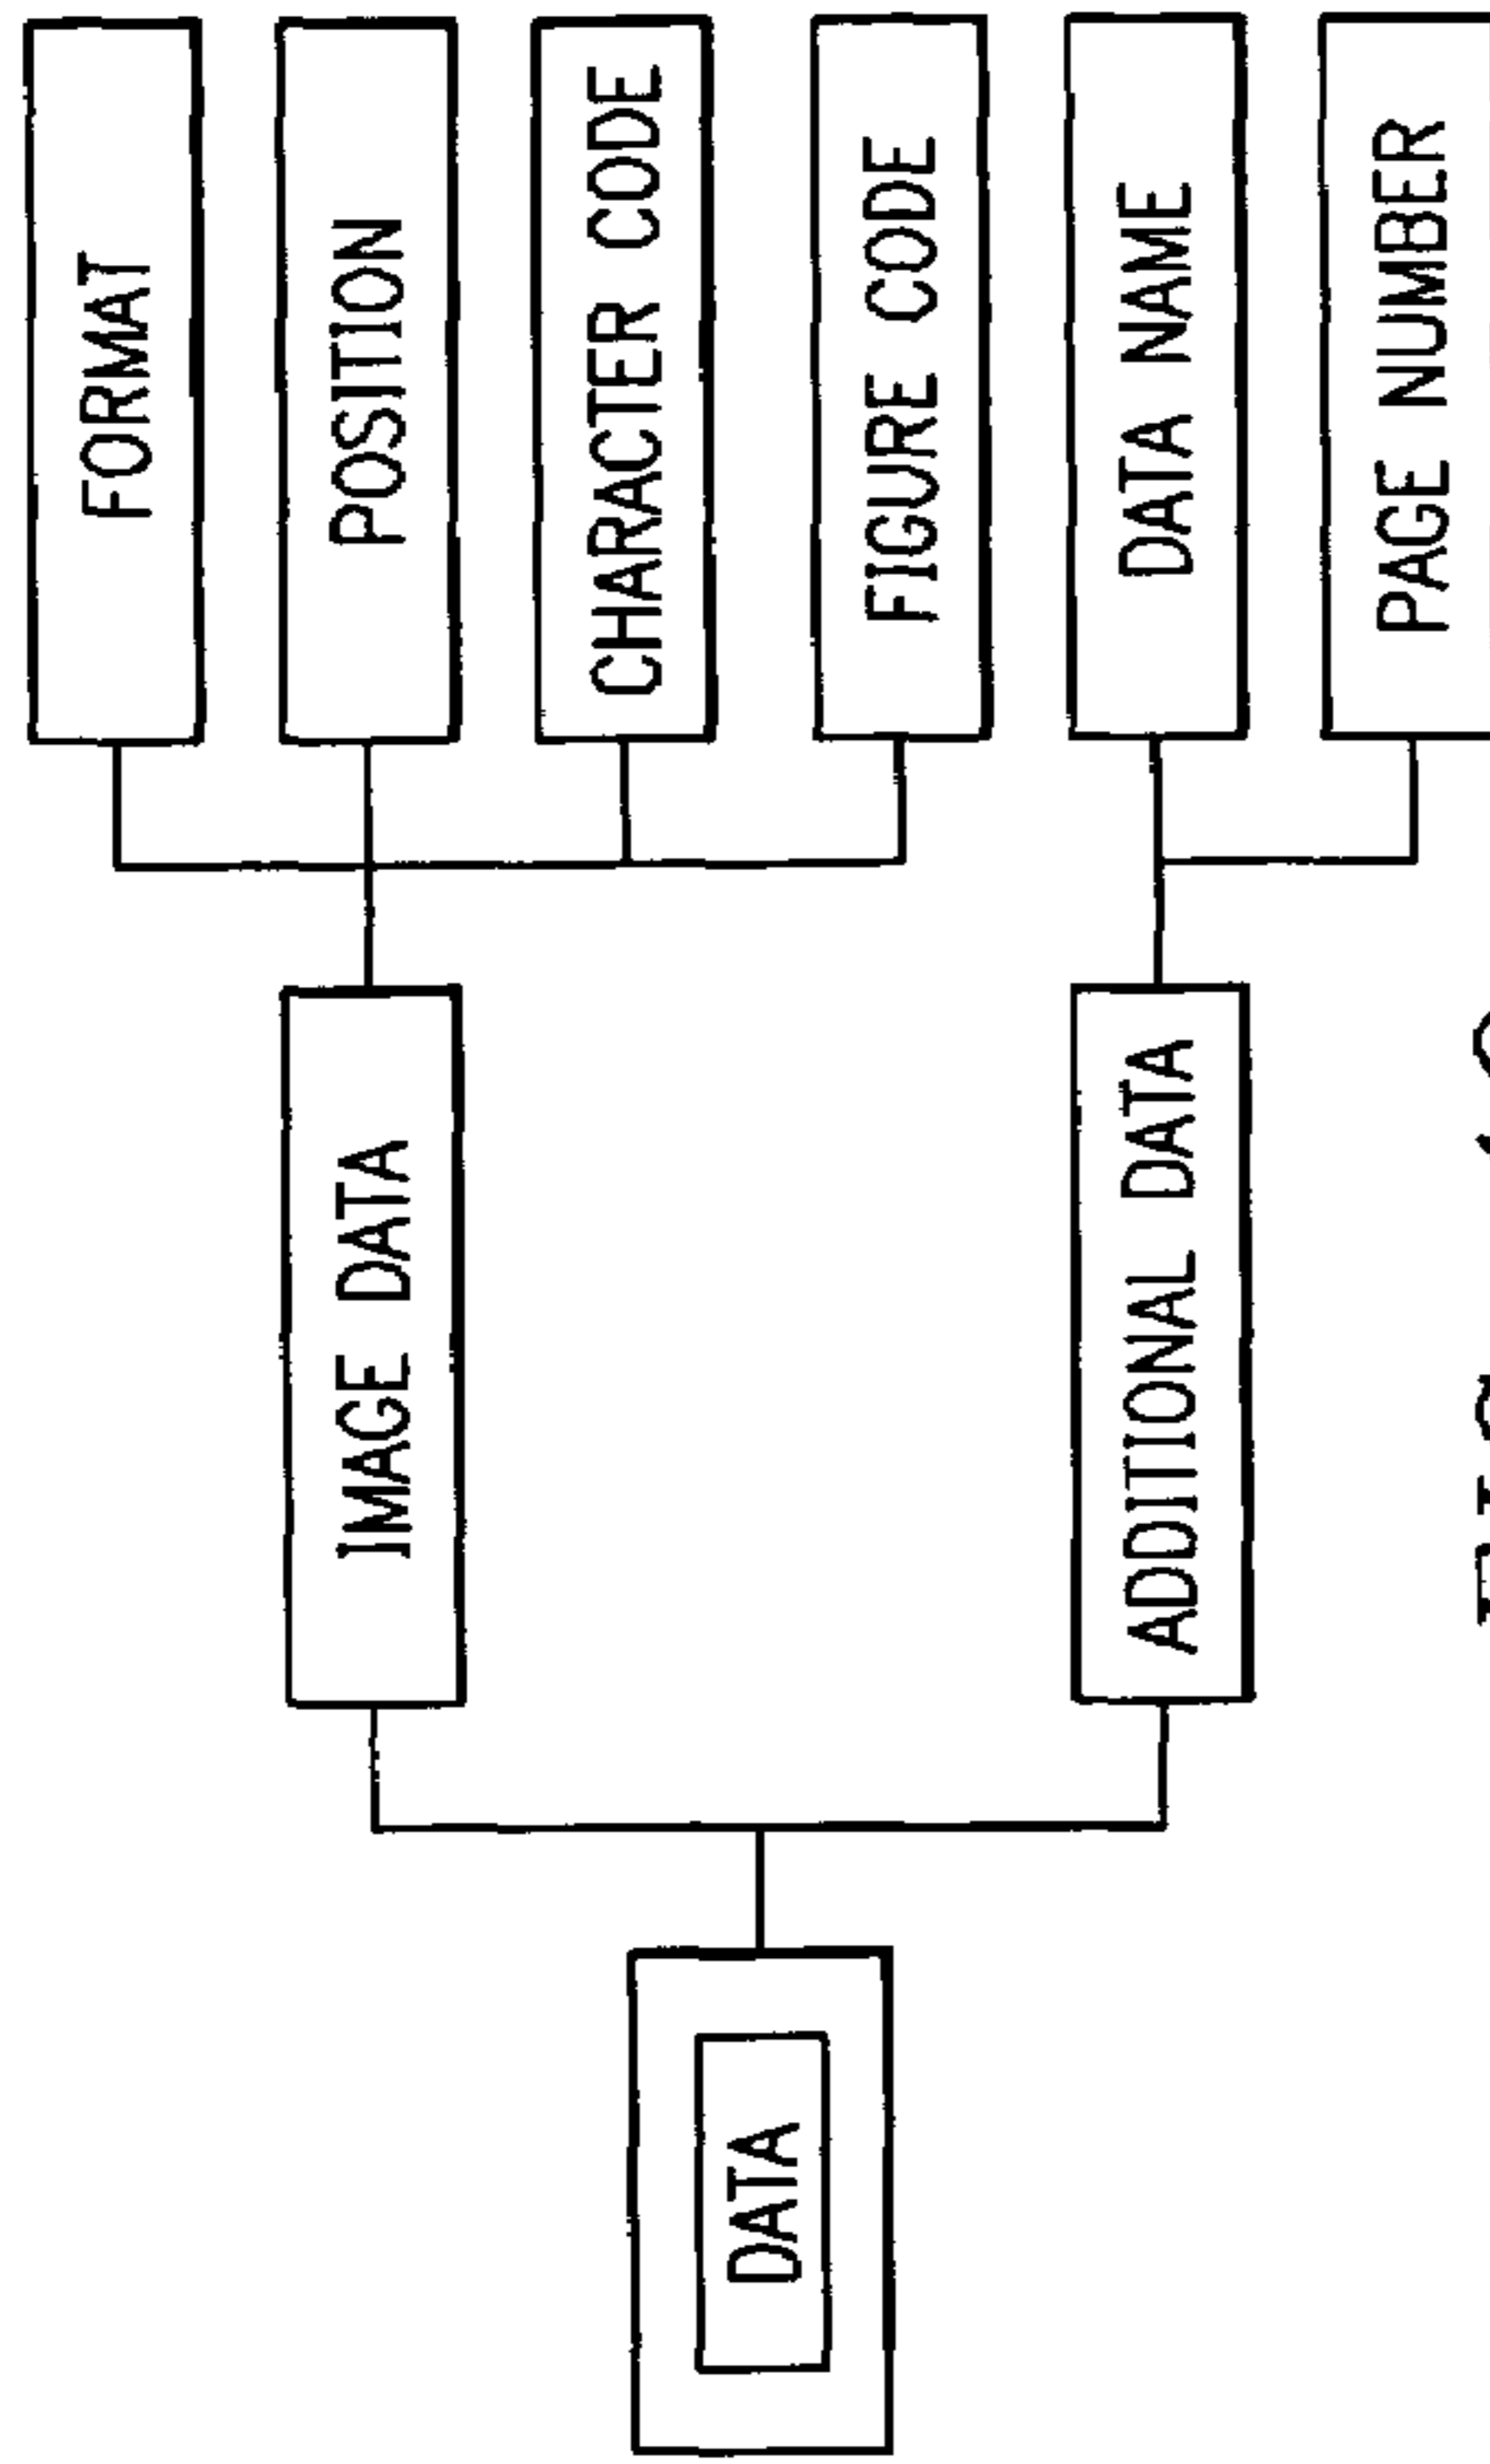 FORMAT
POSITION
CHARACTER CODE
FIGURE CODE
DATA NAME
PAGE NUMBER
IMAGE DATA
ADDITIONAL DATA
DATA